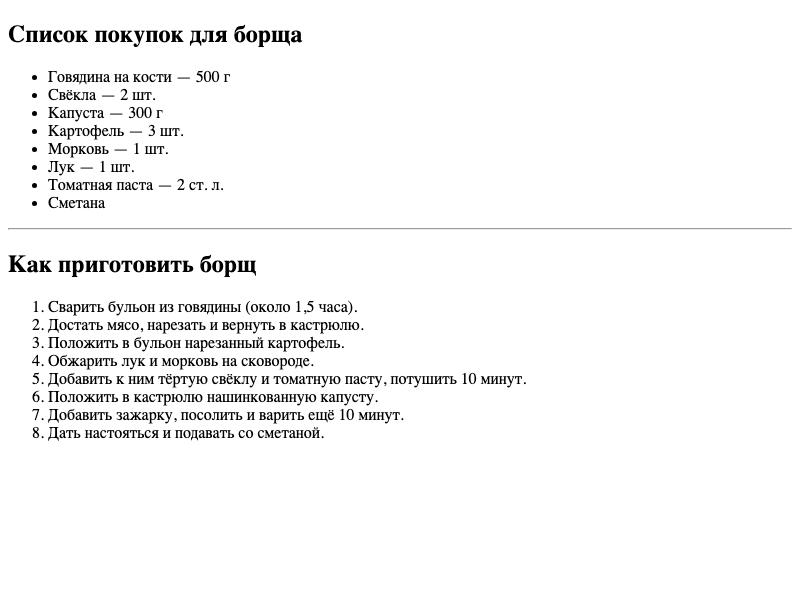 Список покупок для борща
• Говядина на кости — 500 г
• Свёкла — 2 шт.
• Капуста — 300 г
• Картофель — 3 шт.
• Морковь — 1 шт.
• Лук — 1 шт.
• Томатная паста — 2 ст. л.
• Сметана
Как приготовить борщ
1. Сварить бульон из говядины (около 1,5 часа).
2. Достать мясо, нарезать и вернуть в кастрюлю.
3. Положить в бульон нарезанный картофель.
4. Обжарить лук и морковь на сковороде.
5. Добавить к ним тёртую свёклу и томатную пасту, потушить 10 минут.
6. Положить в кастрюлю нашинкованную капусту.
7. Добавить зажарку, посолить и варить ещё 10 минут.
8. Дать настояться и подавать со сметаной.